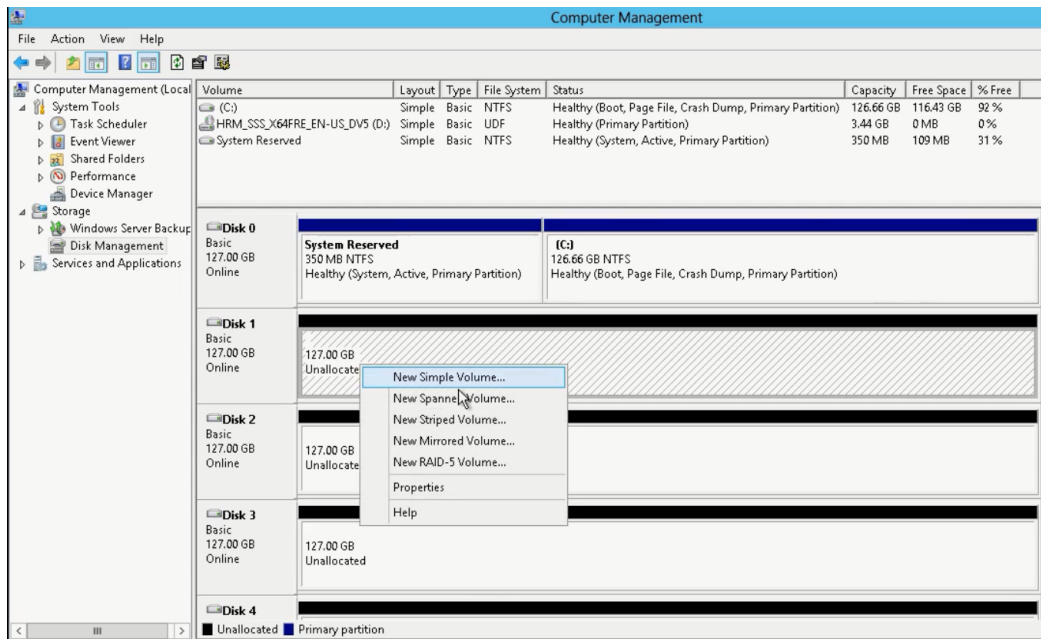 Computer Management
File Action View Help
Computer Management (Local
System Tools
Task Scheduler
Event Viewer
Shared Folders
Performance
Device Manager
Storage
Windows Server Backup
Disk Management
Services and Applications
Volume Layout Type File System Status Capacity Free Space % Free
(C:) Simple Basic NTFS Healthy (Boot, Page File, Crash Dump, Primary Partition) 126.66 GB 116.43 GB 92 %
HRM_SSS_X64FRE_EN-US_DV5 (D:) Simple Basic UDF Healthy (Primary Partition) 3.44 GB 0 MB 0 %
System Reserved Simple Basic NTFS Healthy (System, Active, Primary Partition) 350 MB 109 MB 31 %
Disk 0
Basic
127.00 GB
Online
System Reserved
350 MB NTFS
Healthy (System, Active, Primary Partition)
(C:)
126.66 GB NTFS
Healthy (Boot, Page File, Crash Dump, Primary Partition)
Disk 1
Basic
127.00 GB
Online
127.00 GB
Unallocate
New Simple Volume...
New Spanned Volume...
New Striped Volume...
New Mirrored Volume...
New RAID-5 Volume...
Properties
Help
Disk 2
Basic
127.00 GB
Online
127.00 GB
Unallocate
Disk 3
Basic
127.00 GB
Online
127.00 GB
Unallocated
Disk 4
Unallocated Primary partition